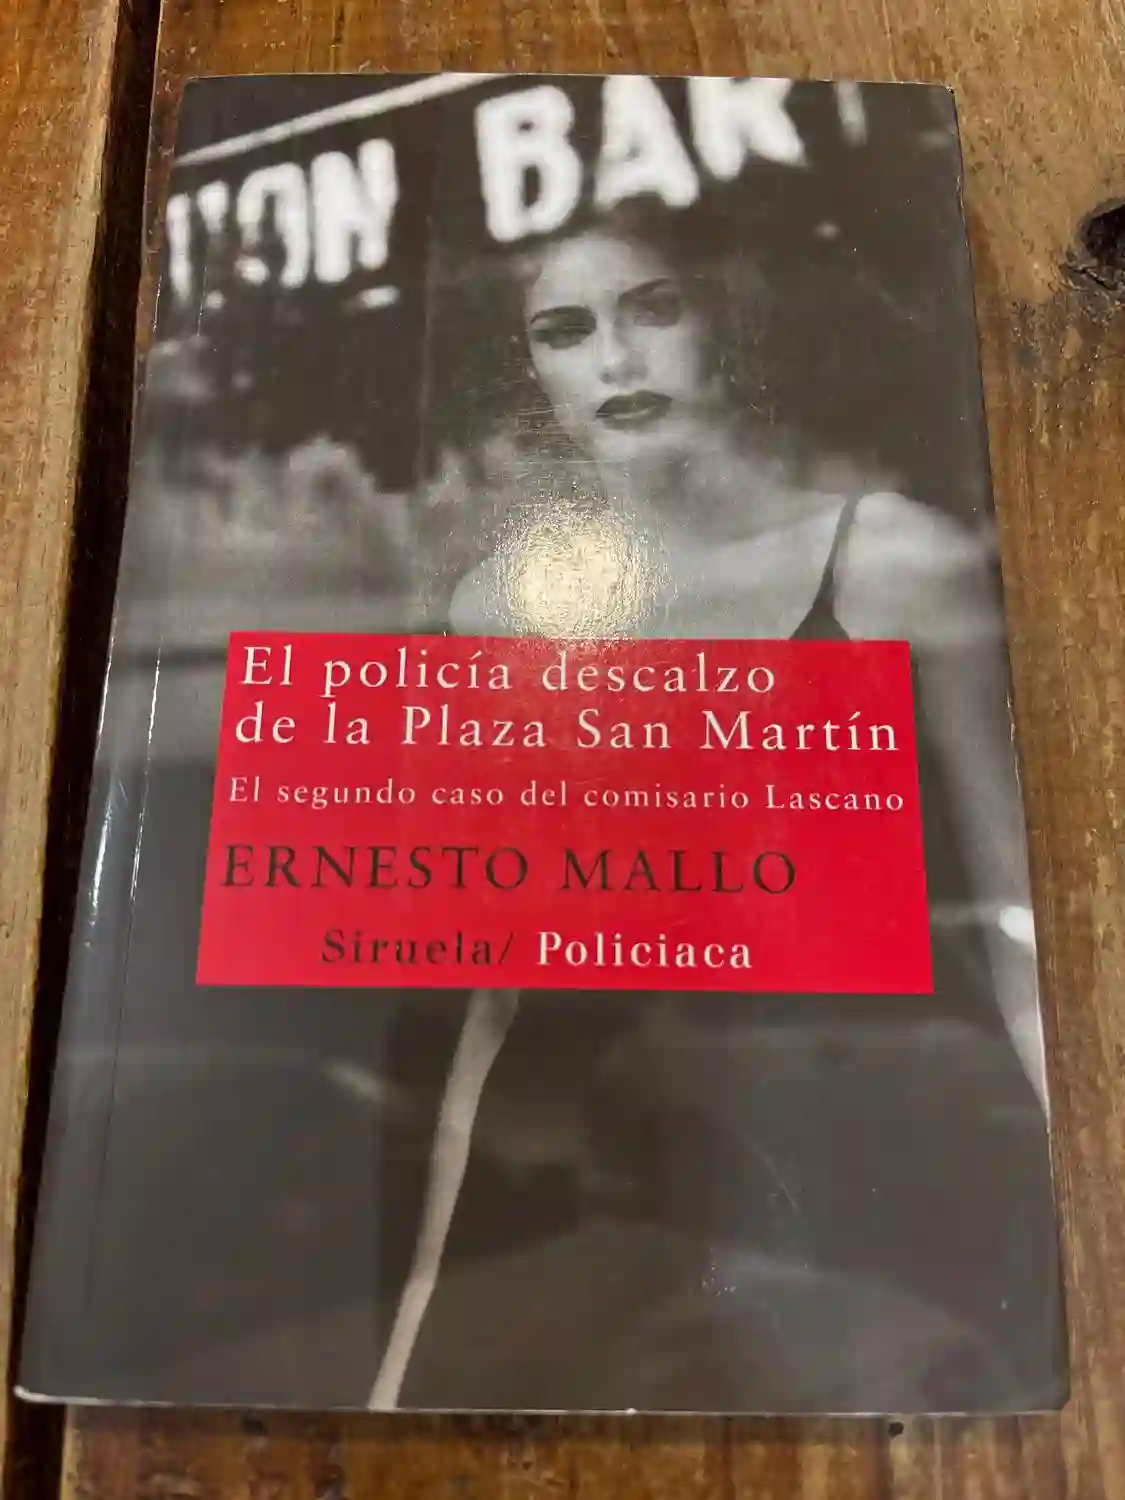 BAR
El policía descalzo
de la Plaza San Martín
El segundo caso del comisario Lascano
ERNESTO MALLO
Siruela/ Policiaca